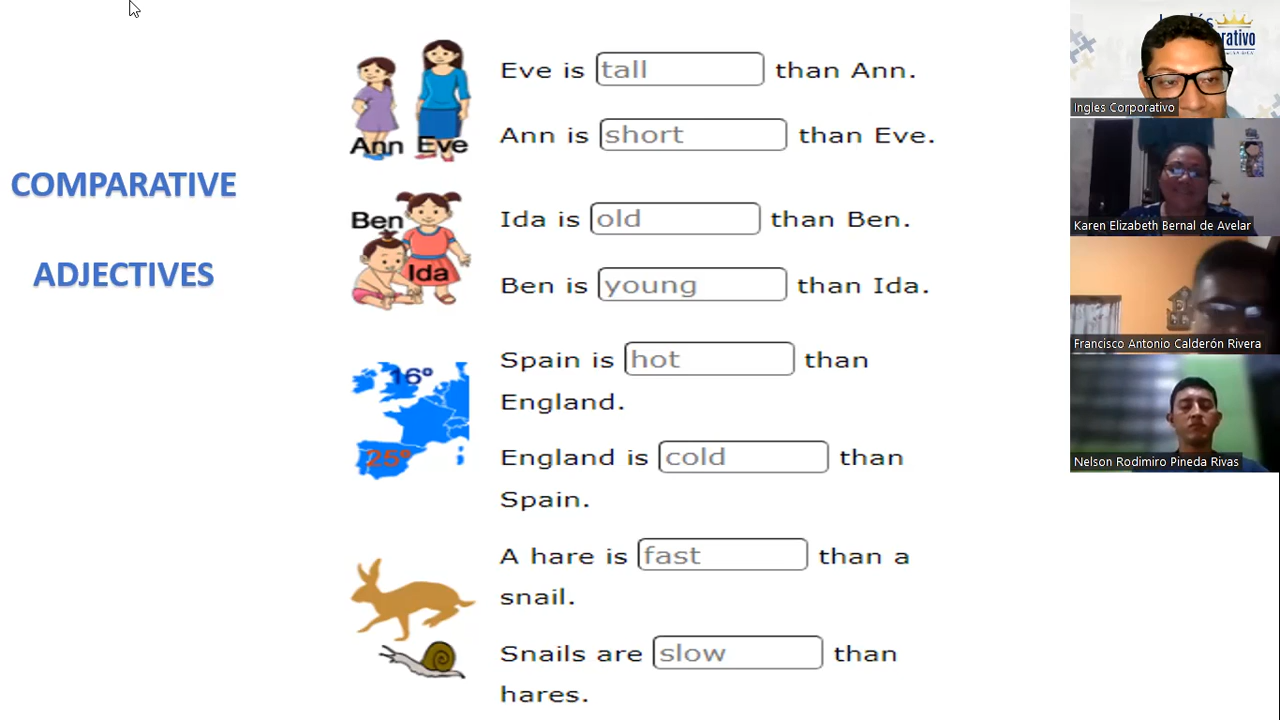 COMPARATIVE
ADJECTIVES
Ann Eve
Eve is tall than Ann.
Ann is short than Eve.
Ben
Ida
Ida is old than Ben.
Ben is young than Ida.
16º
25º
Spain is hot than
England.
England is cold than
Spain.
A hare is fast than a
snail.
Snails are slow than
hares.
Ingles Corporativo
Karen Elizabeth Bernal de Avelar
Francisco Antonio Calderón Rivera
Nelson Rodimiro Pineda Rivas